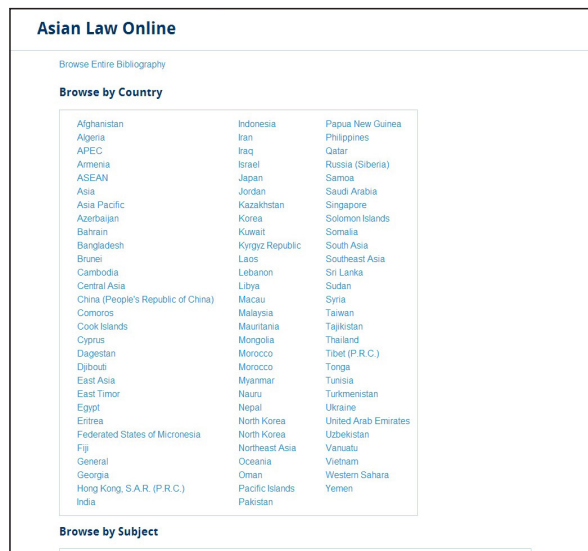 Asian Law Online
Browse Entire Bibliography
Browse by Country
Afghanistan
Algeria
APEC
Armenia
ASEAN
Asia
Asia Pacific
Azerbaijan
Bahrain
Bangladesh
Brunei
Cambodia
Central Asia
China (People's Republic of China)
Comoros
Cook Islands
Cyprus
Dagestan
Djibouti
East Asia
East Timor
Egypt
Eritrea
Federated States of Micronesia
Fiji
General
Georgia
Hong Kong, S.A.R. (P.R.C.)
India
Indonesia
Iran
Iraq
Israel
Japan
Jordan
Kazakhstan
Korea
Kuwait
Kyrgyz Republic
Laos
Lebanon
Libya
Macau
Malaysia
Mauritania
Mongolia
Morocco
Morocco
Myanmar
Nauru
Nepal
North Korea
North Korea
Northeast Asia
Oceania
Oman
Pacific Islands
Pakistan
Papua New Guinea
Philippines
Qatar
Russia (Siberia)
Samoa
Saudi Arabia
Singapore
Solomon Islands
Somalia
South Asia
Southeast Asia
Sri Lanka
Sudan
Syria
Taiwan
Tajikistan
Thailand
Tibet (P.R.C.)
Tonga
Tunisia
Turkmenistan
Ukraine
United Arab Emirates
Uzbekistan
Vanuatu
Vietnam
Western Sahara
Yemen
Browse by Subject